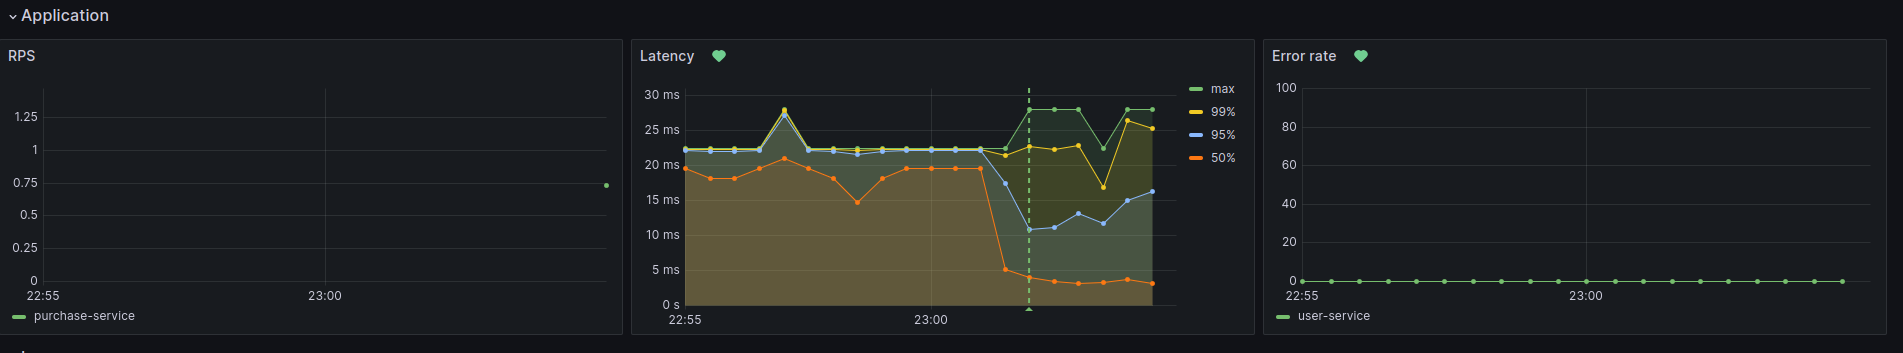 Application
RPS
1.25
1
0.75
0.5
0.25
0
22:55
23:00
purchase-service
Latency
30 ms
25 ms
20 ms
15 ms
10 ms
5 ms
0 s
22:55
23:00
max
99%
95%
50%
Error rate
100
80
60
40
20
0
22:55
23:00
user-service